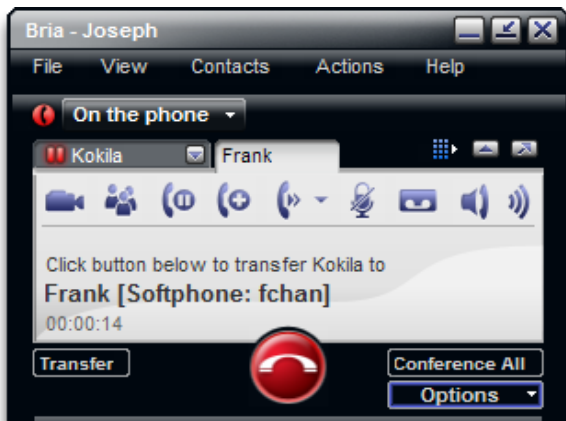 Bria - Joseph
File View Contacts Actions Help
On the phone
Kokila Frank
Click button below to transfer Kokila to
Frank [Softphone: fchan]
00:00:14
Transfer Conference All
Options